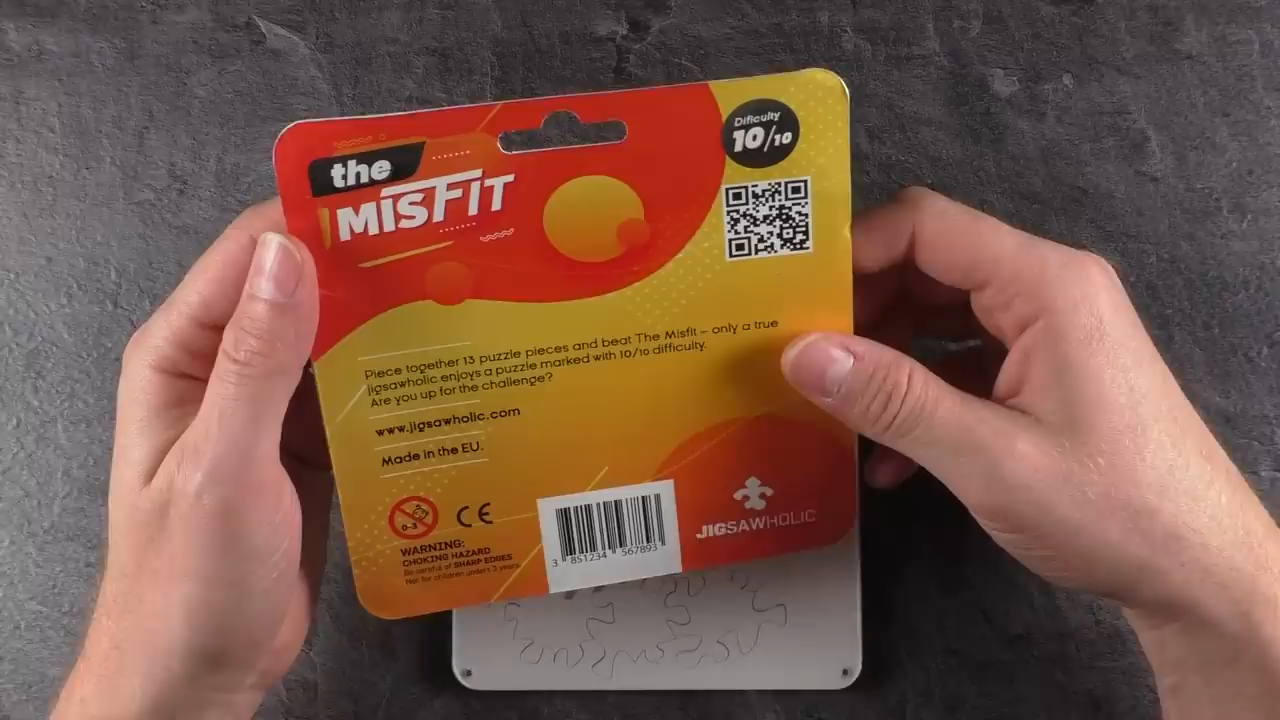 the
MISFIT
Dificulty
10/10
Piece together 13 puzzle pieces and beat The Misfit – only a true
jigsawholic enjoys a puzzle marked with 10/10 difficulty.
Are you up for the challenge?
www.jigsawholic.com
Made in the EU.
0-3
CE
WARNING:
CHOKING HAZARD
Be careful of SHARP EDGES
Not for children under 3 years.
3 851234 567893
JIGSAWHOLIC